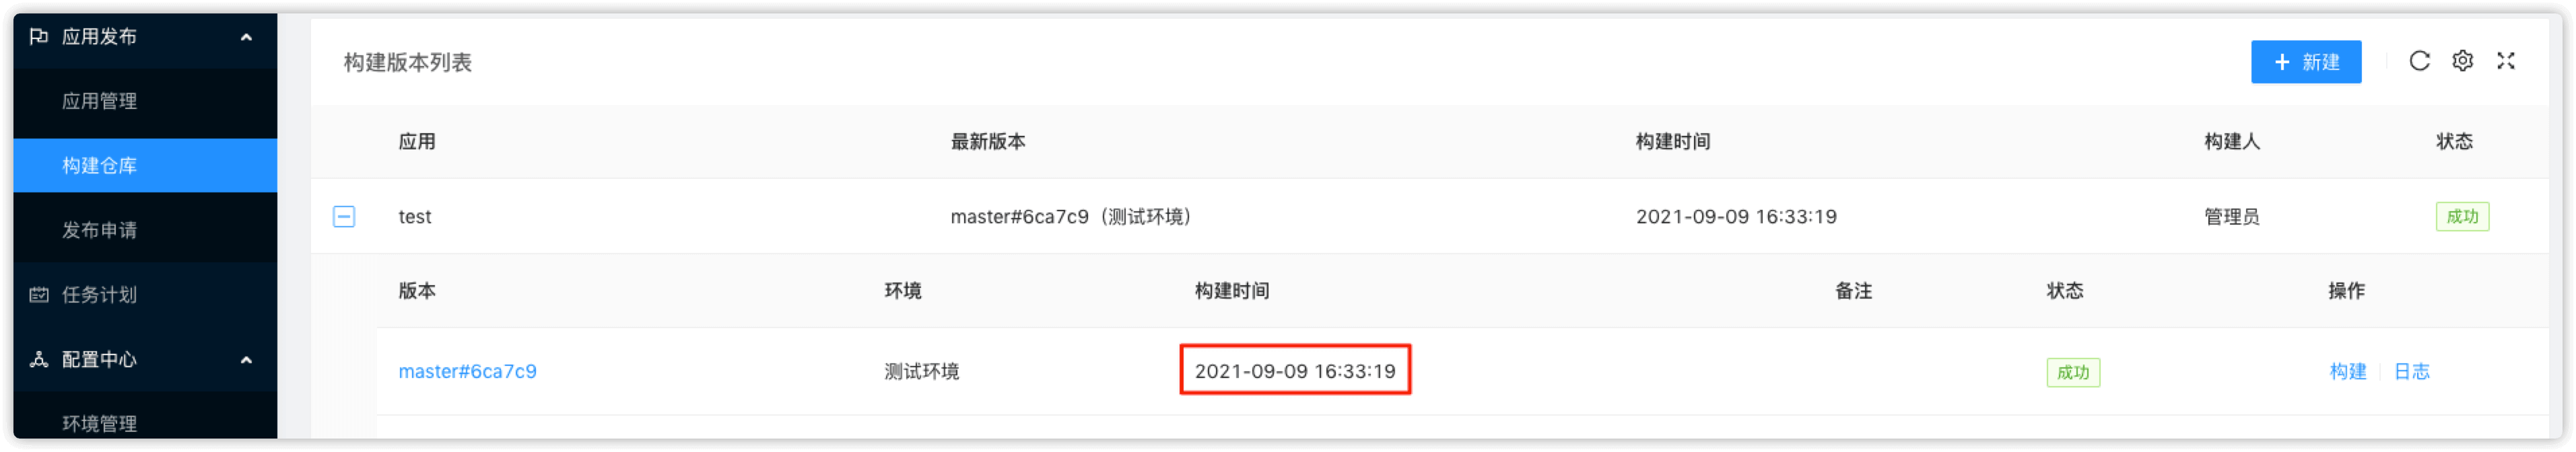 应用发布
应用管理
构建仓库
发布申请
任务计划
配置中心
环境管理
构建版本列表
+ 新建
应用 最新版本 构建时间 构建人 状态
test master#6ca7c9（测试环境） 2021-09-09 16:33:19 管理员 成功
版本 环境 构建时间 备注 状态 操作
master#6ca7c9 测试环境 2021-09-09 16:33:19 成功 构建 日志